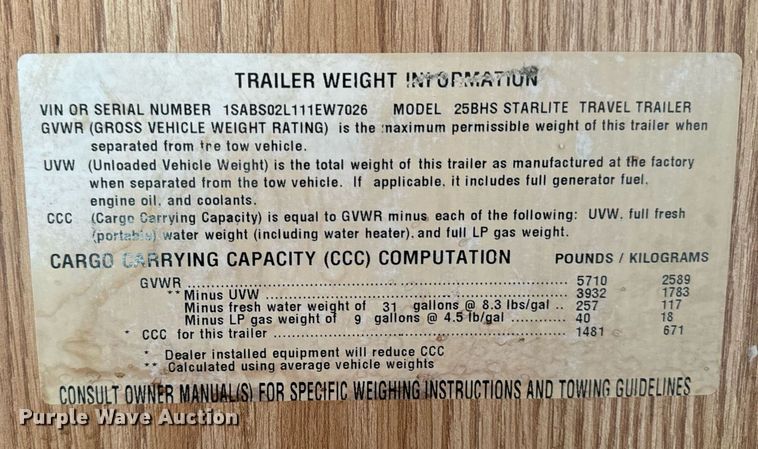 TRAILER WEIGHT INFORMATION
VIN OR SERIAL NUMBER 1SABS02L111EW7026 MODEL 25BHS STARLITE TRAVEL TRAILER
GVWR (GROSS VEHICLE WEIGHT RATING) is the maximum permissible weight of this trailer when
separated from the tow vehicle.
UVW (Unloaded Vehicle Weight) is the total weight of this trailer as manufactured at the factory
when separated from the tow vehicle. If applicable, it includes full generator fuel,
engine oil, and coolants.
CCC (Cargo Carrying Capacity) is equal to GVWR minus each of the following: UVW, full fresh
(portable) water weight (including water heater), and full LP gas weight.
CARGO CARRYING CAPACITY (CCC) COMPUTATION POUNDS / KILOGRAMS
GVWR ........ 5710 2589
** Minus UVW ........ 3932 1783
Minus fresh water weight of 31 gallons @ 8.3 lbs/gal .. 257 117
Minus LP gas weight of 9 gallons @ 4.5 lb/gal ........ 40 18
* CCC for this trailer ........ 1481 671
* Dealer installed equipment will reduce CCC
** Calculated using average vehicle weights
CONSULT OWNER MANUAL(S) FOR SPECIFIC WEIGHING INSTRUCTIONS AND TOWING GUIDELINES
Purple Wave Auction